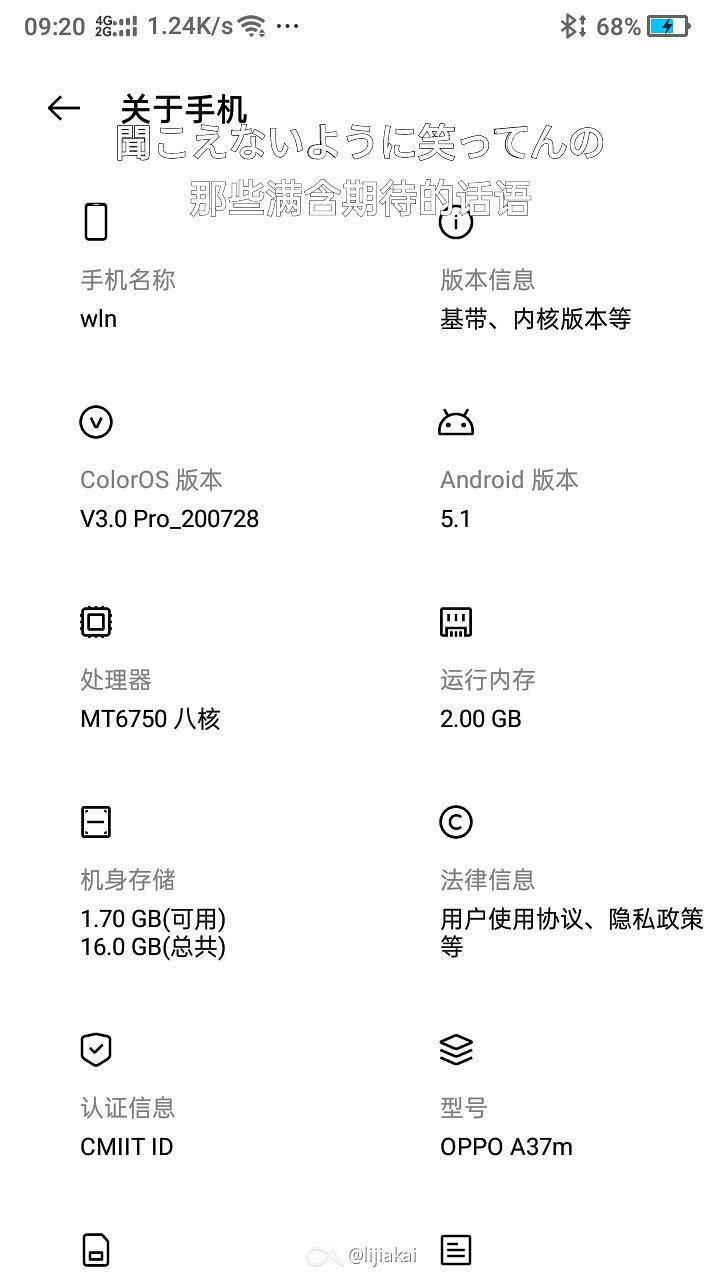 09:20 4G 2G 1.24K/s ··· 68%
关于手机
聞こえないように笑ってんの
那些满含期待的话语
手机名称 版本信息
wln 基带、内核版本等
ColorOS 版本 Android 版本
V3.0 Pro_200728 5.1
处理器 运行内存
MT6750 八核 2.00 GB
机身存储 法律信息
1.70 GB(可用) 用户使用协议、隐私政策
16.0 GB(总共) 等
认证信息 型号
CMIIT ID OPPO A37m
@lijiakai